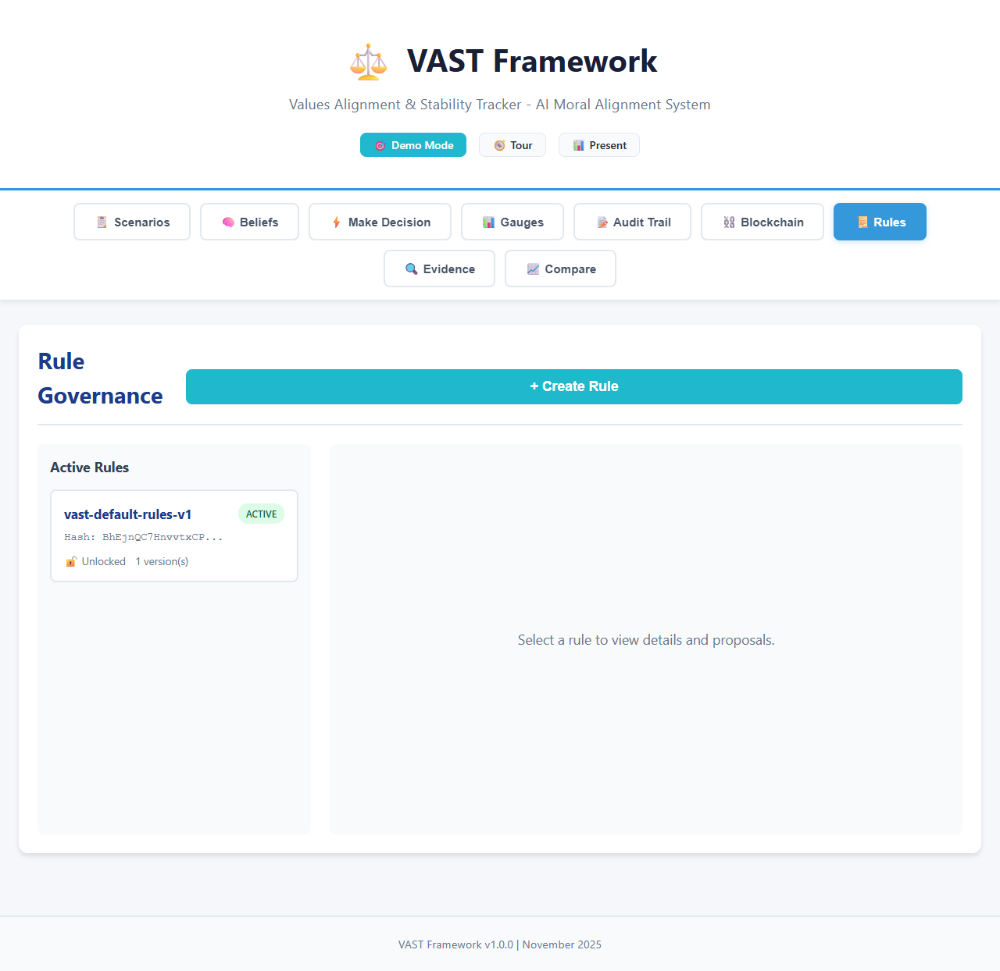 VAST Framework
Values Alignment & Stability Tracker - AI Moral Alignment System
Demo Mode
Tour
Present
Scenarios
Beliefs
Make Decision
Gauges
Audit Trail
Blockchain
Rules
Evidence
Compare
Rule
Governance
+ Create Rule
Active Rules
vast-default-rules-v1
ACTIVE
Hash: BhEjnQC7HnvvtxCP...
Unlocked 1 version(s)
Select a rule to view details and proposals.
VAST Framework v1.0.0 | November 2025